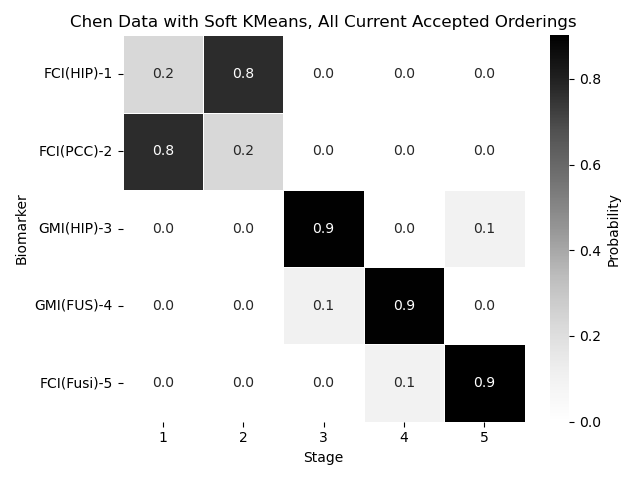 Chen Data with Soft KMeans, All Current Accepted Orderings
FCI(HIP)-1 0.2 0.8 0.0 0.0 0.0
FCI(PCC)-2 0.8 0.2 0.0 0.0 0.0
GMI(HIP)-3 0.0 0.0 0.9 0.0 0.1
GMI(FUS)-4 0.0 0.0 0.1 0.9 0.0
FCI(Fusi)-5 0.0 0.0 0.0 0.1 0.9
1 2 3 4 5
Stage
Biomarker
0.8
0.6
0.4
0.2
0.0
Probability